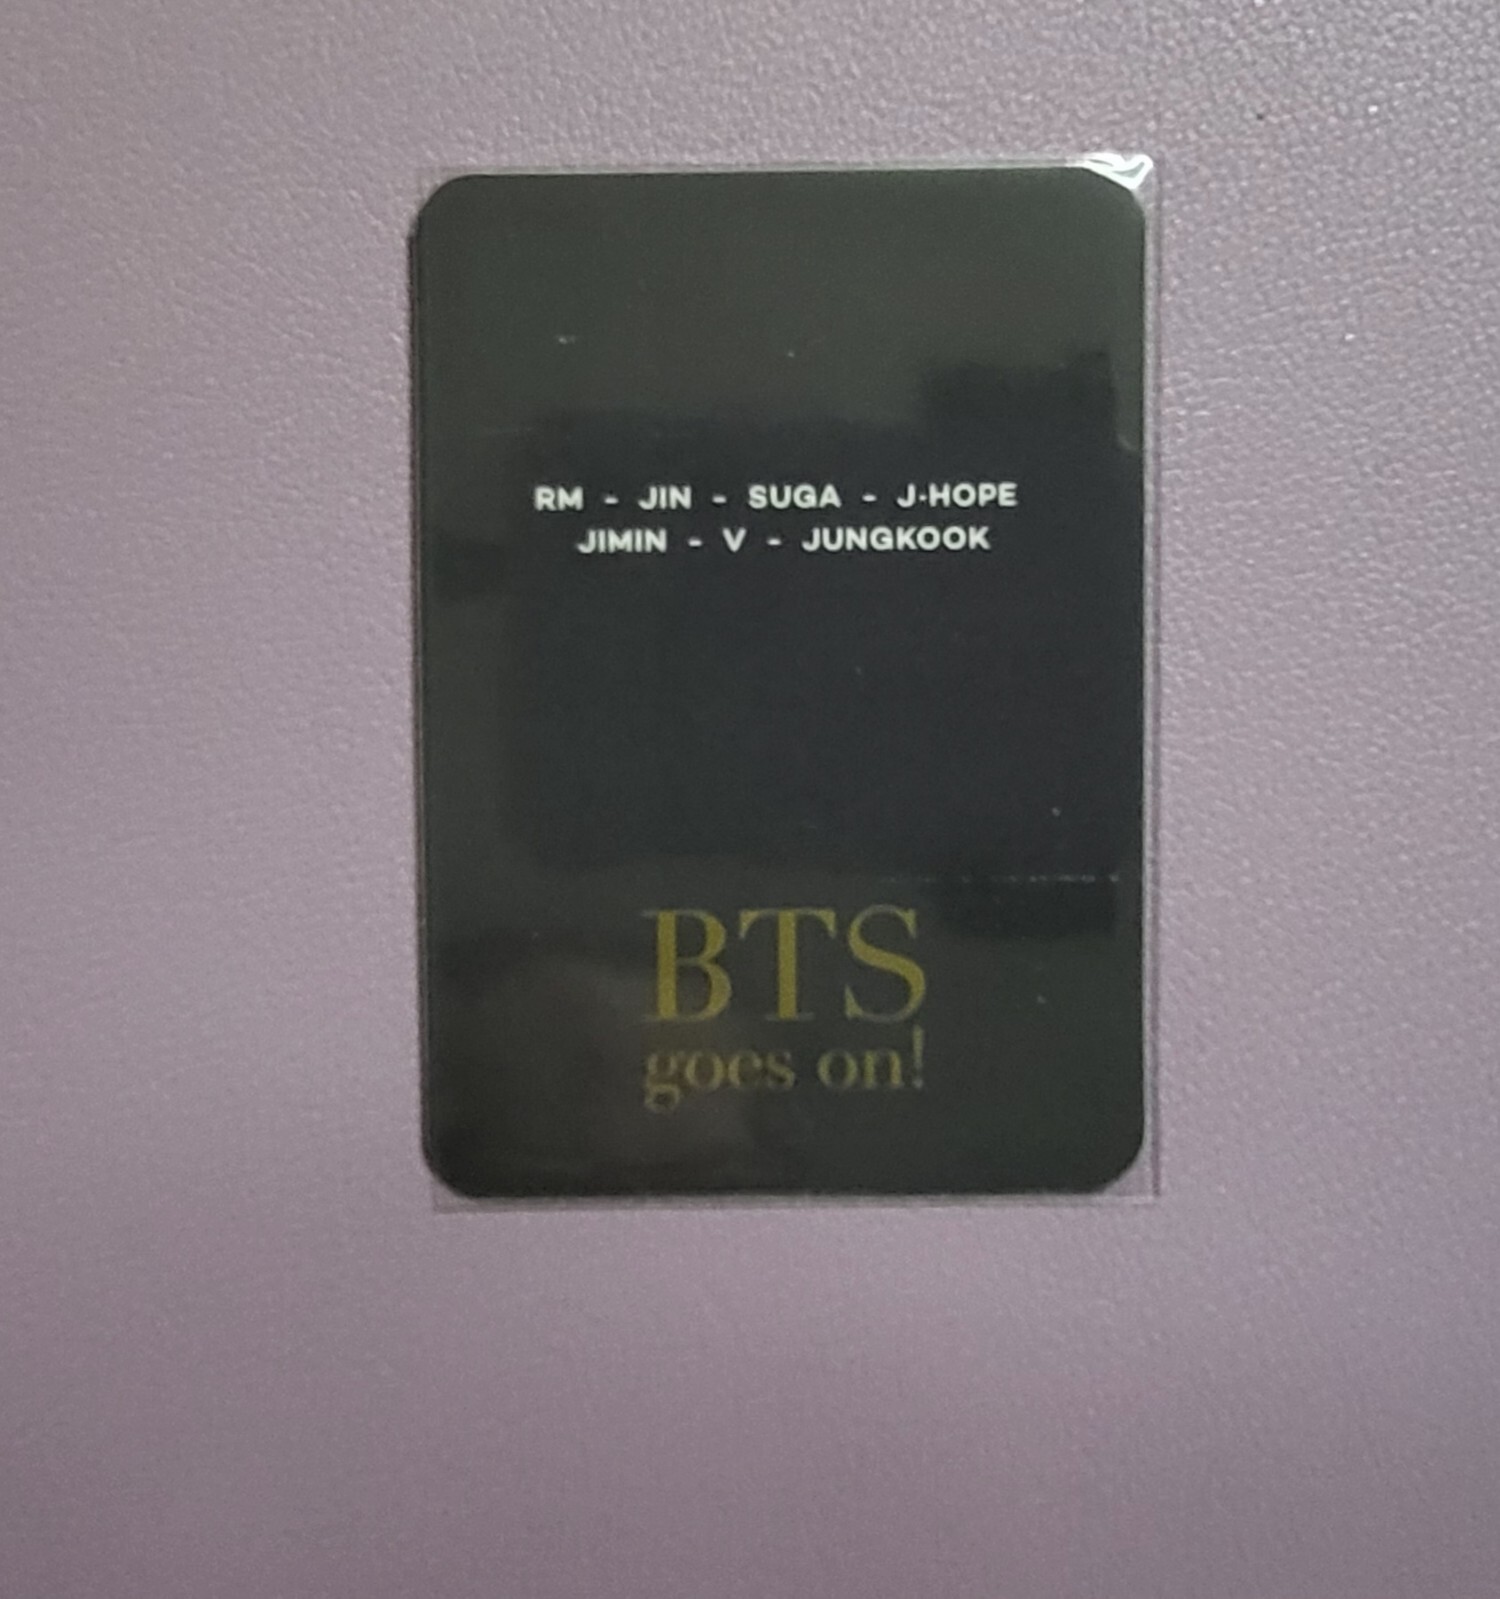 RM - JIN - SUGA - J-HOPE
JIMIN - V - JUNGKOOK
BTS
goes on!